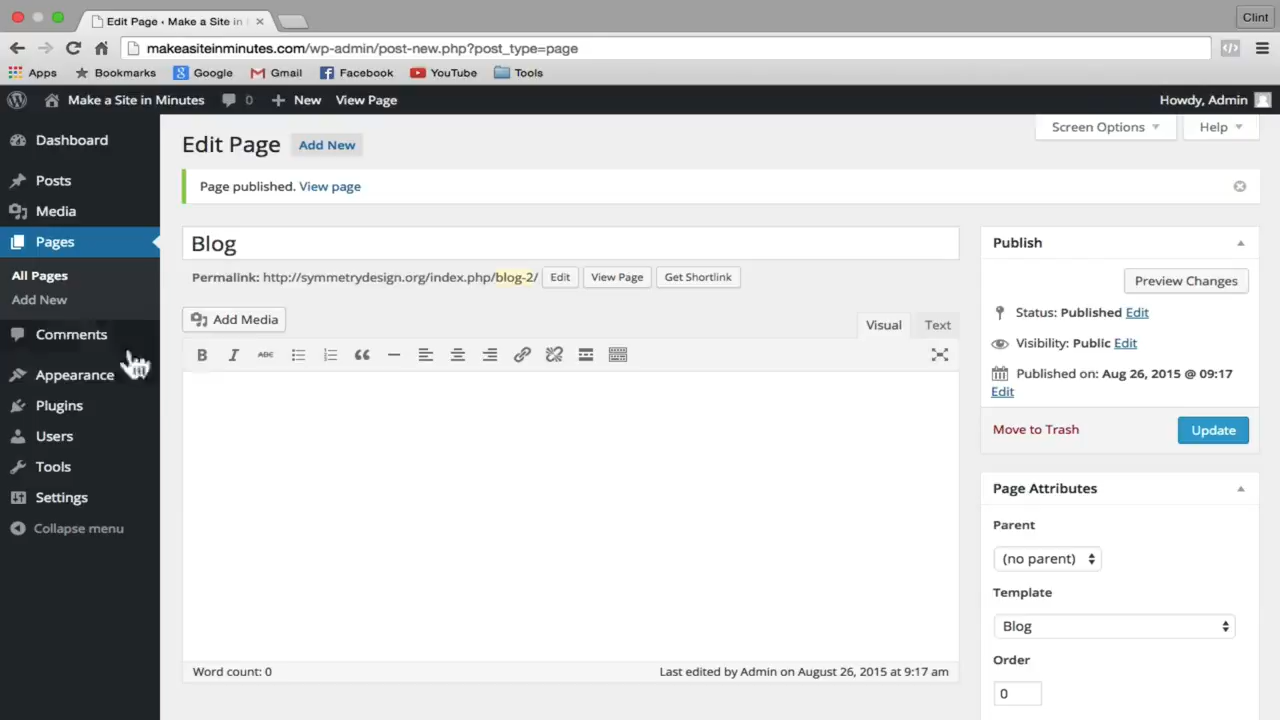 Edit Page ‹ Make a Site in
Clint
makeasiteinminutes.com/wp-admin/post-new.php?post_type=page
Apps Bookmarks Google Gmail Facebook YouTube Tools
Make a Site in Minutes 0 New View Page Howdy, Admin
Dashboard
Posts
Media
Pages
All Pages
Add New
Comments
Appearance
Plugins
Users
Tools
Settings
Collapse menu
Screen Options Help
Edit Page Add New
Page published. View page
Blog
Permalink: http://symmetrydesign.org/index.php/blog-2/ Edit View Page Get Shortlink
Add Media
Visual Text
B I ABC
Word count: 0 Last edited by Admin on August 26, 2015 at 9:17 am
Publish
Preview Changes
Status: Published Edit
Visibility: Public Edit
Published on: Aug 26, 2015 @ 09:17
Edit
Move to Trash Update
Page Attributes
Parent
(no parent)
Template
Blog
Order
0